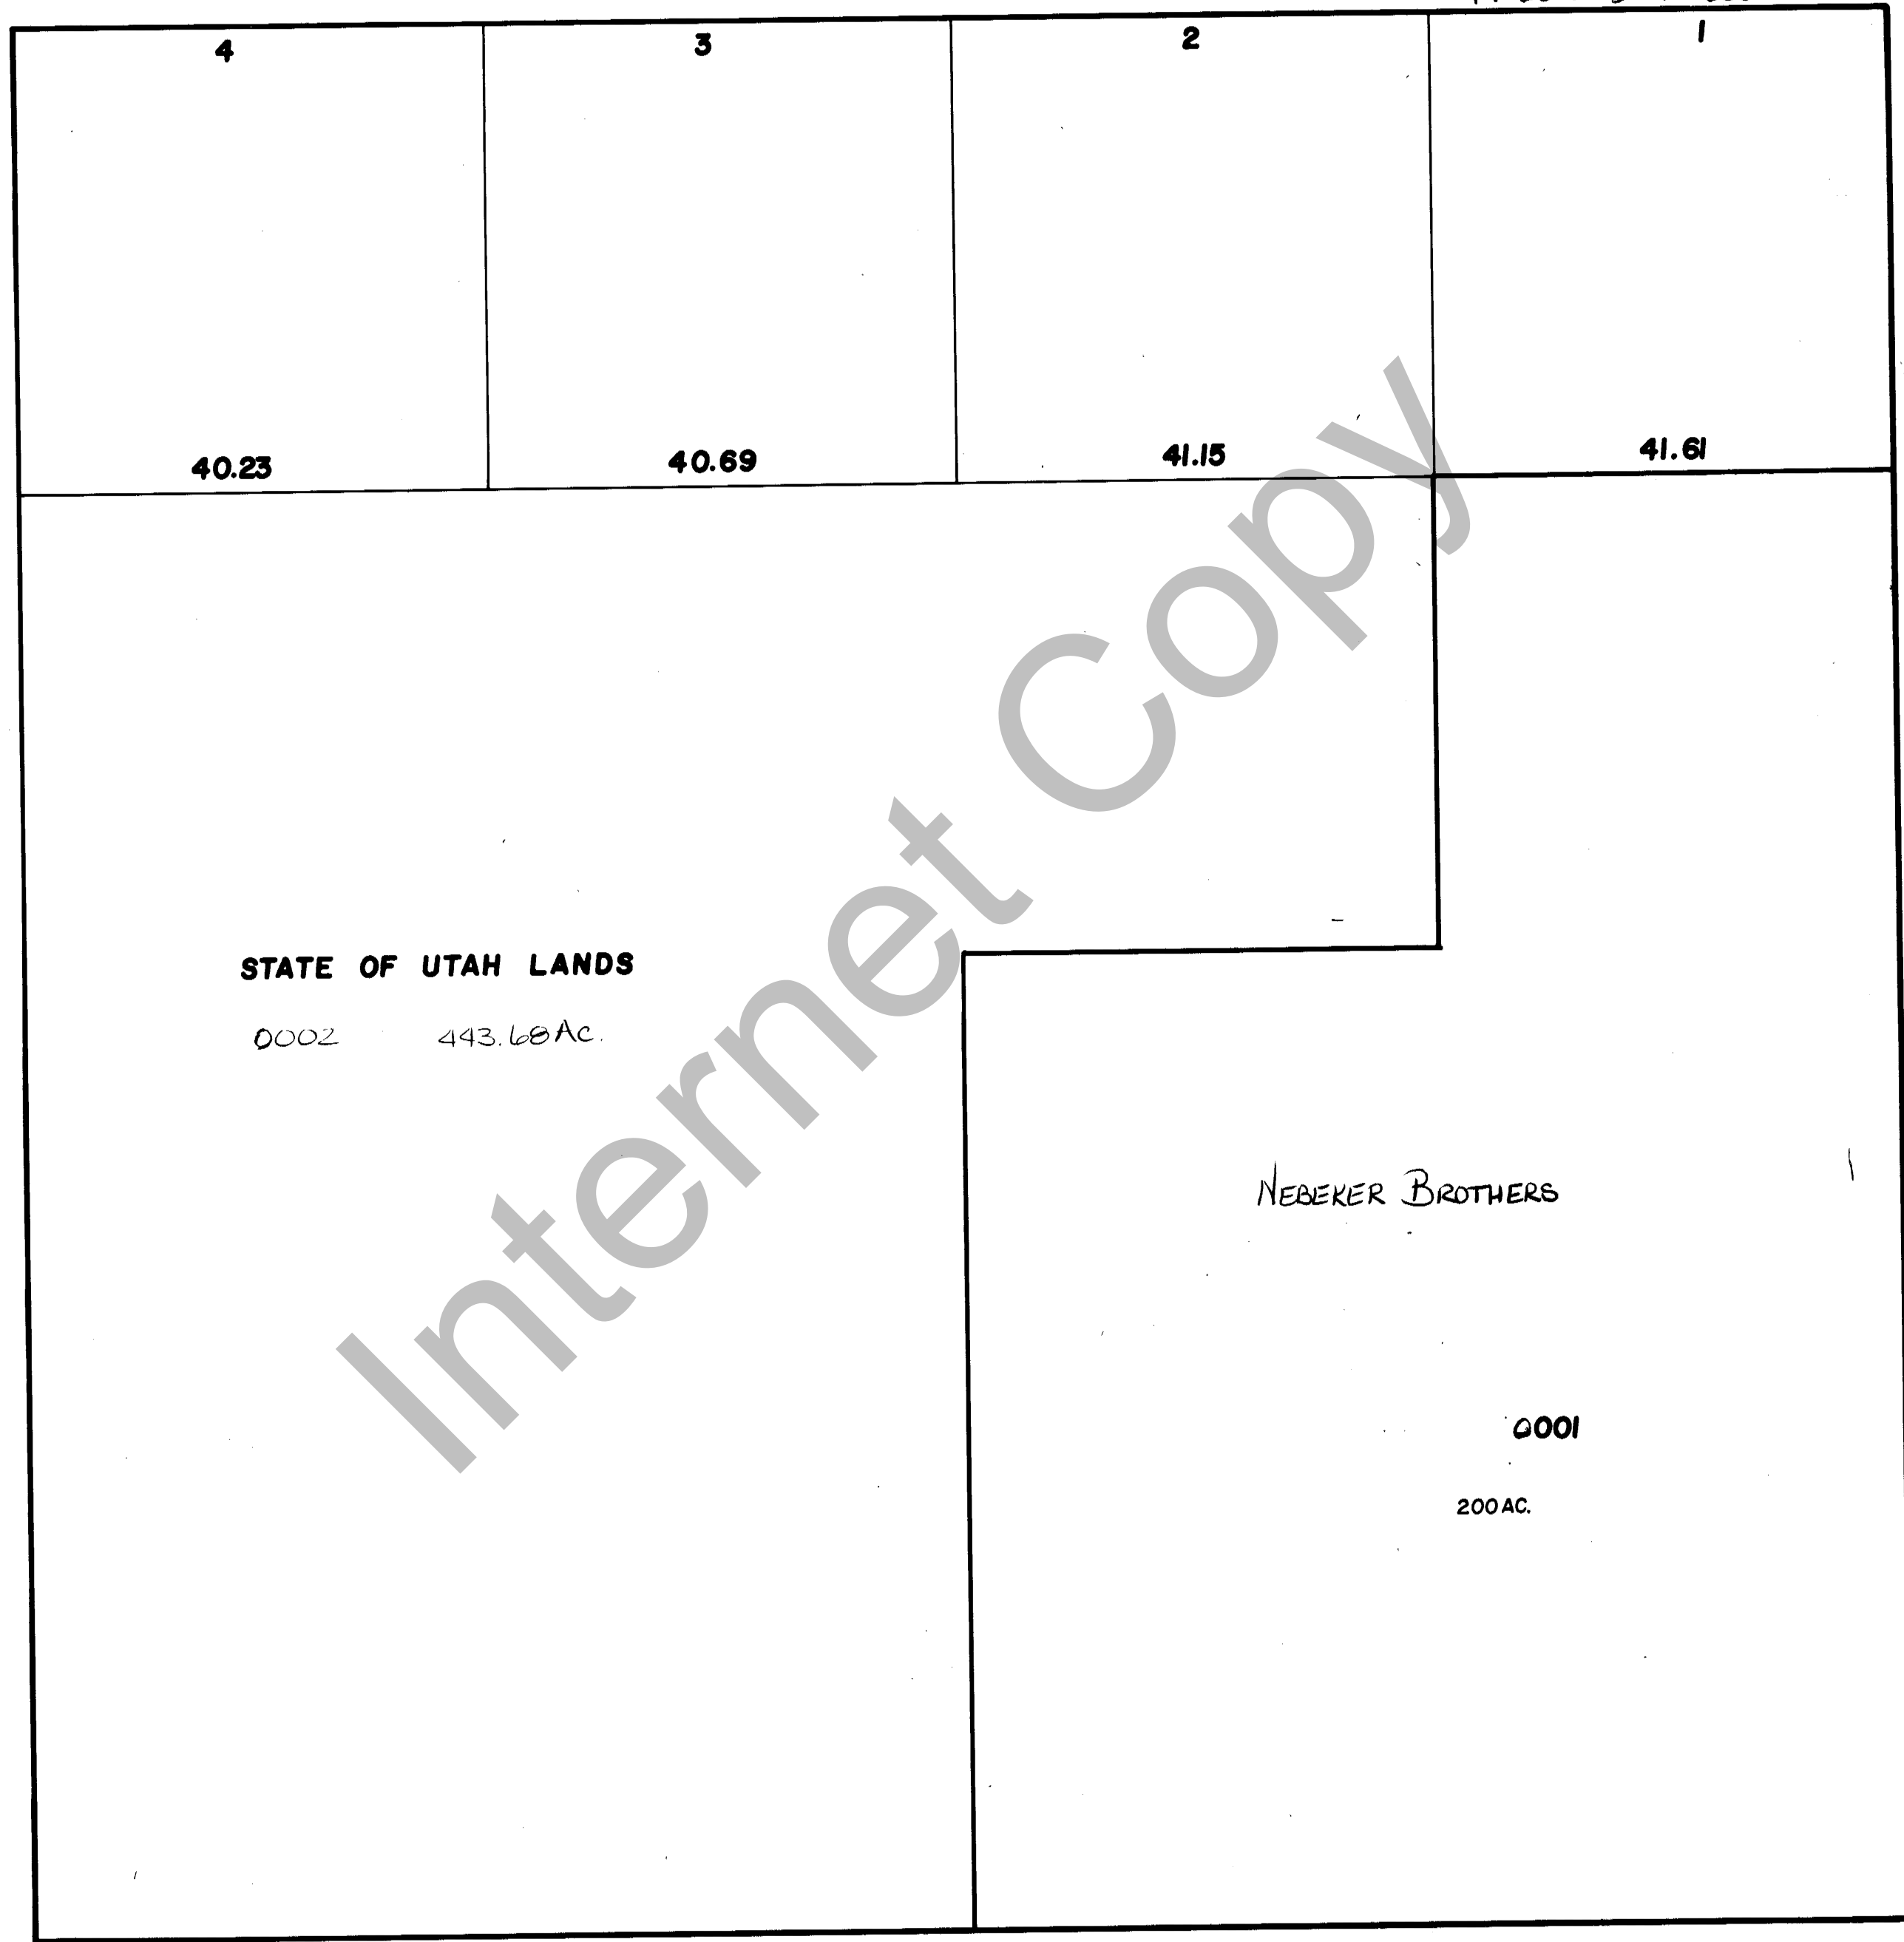 4 3 2 1
40.23 40.69 41.15 41.61
STATE OF UTAH LANDS
0002 443.68 AC.
NEBEKER BROTHERS
0001
200 AC.
Internet Copy